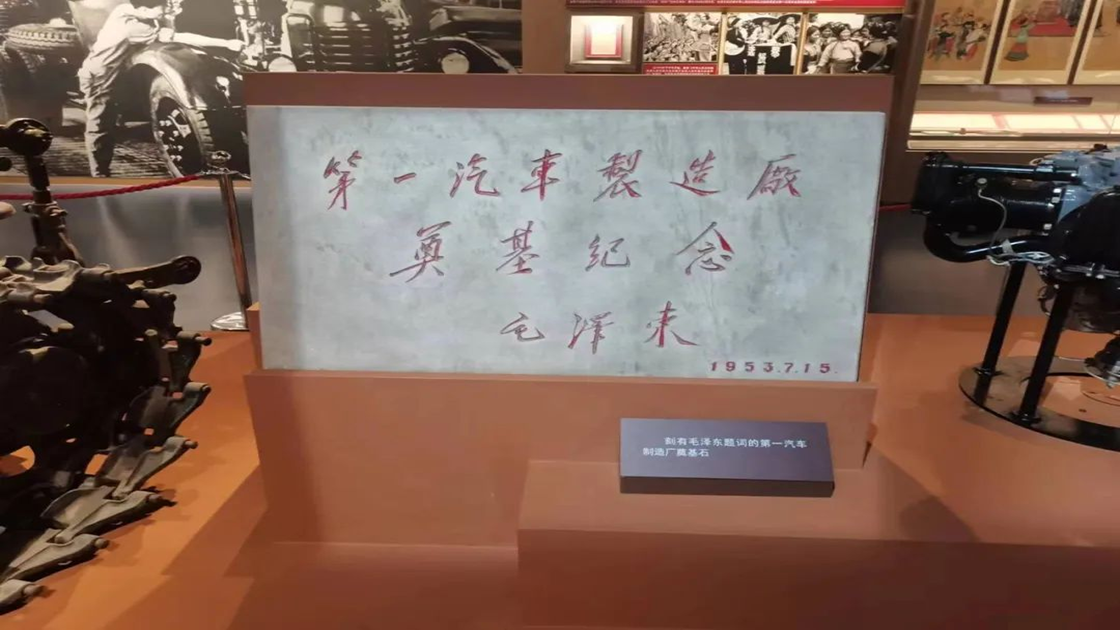 第一汽車製造廠
奠基紀念
毛澤东
1953.7.15.
刻有毛泽东题词的第一汽车
制造厂奠基石